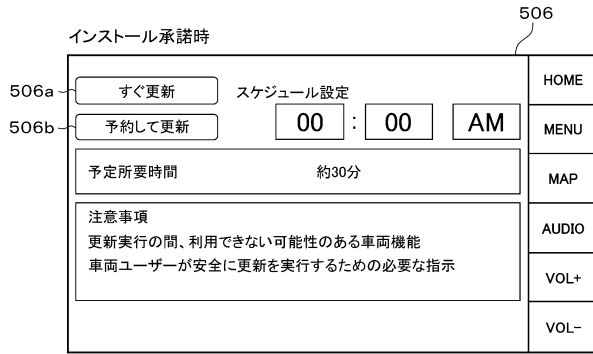 506
インストール承諾時
506a
すぐ更新
スケジュール設定
506b
予約して更新
00 : 00 AM
予定所要時間 約30分
注意事項
更新実行の間、利用できない可能性のある車両機能
車両ユーザーが安全に更新を実行するための必要な指示
HOME
MENU
MAP
AUDIO
VOL+
VOL−